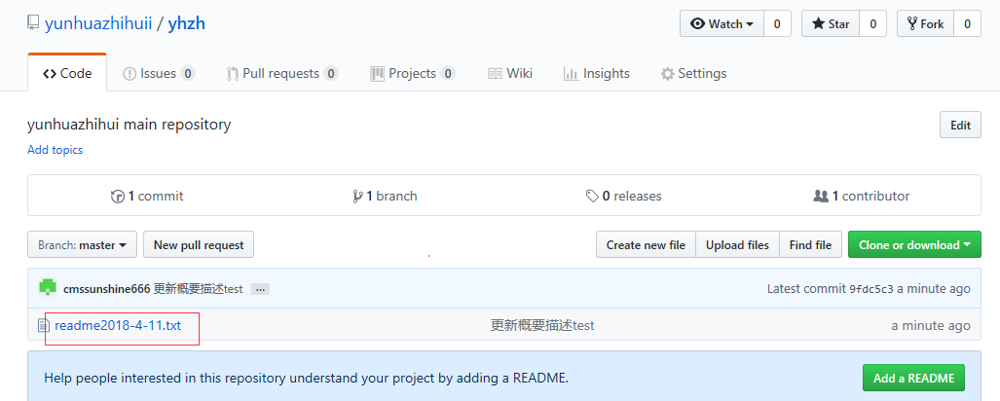 yunhuazhihuii / yhzh Watch 0 Star 0 Fork 0
Code Issues 0 Pull requests 0 Projects 0 Wiki Insights Settings
yunhuazhihui main repository Edit
Add topics
1 commit 1 branch 0 releases 1 contributor
Branch: master New pull request Create new file Upload files Find file Clone or download
cmssunshine666 更新概要描述test ... Latest commit 9fdc5c3 a minute ago
readme2018-4-11.txt 更新概要描述test a minute ago
Help people interested in this repository understand your project by adding a README. Add a README